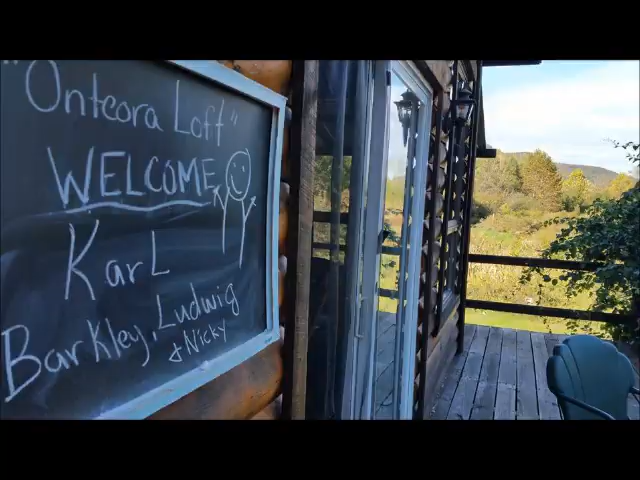 "Onteora Loft"
WELCOME
KarL
Barkley, Ludwig
& Nicky